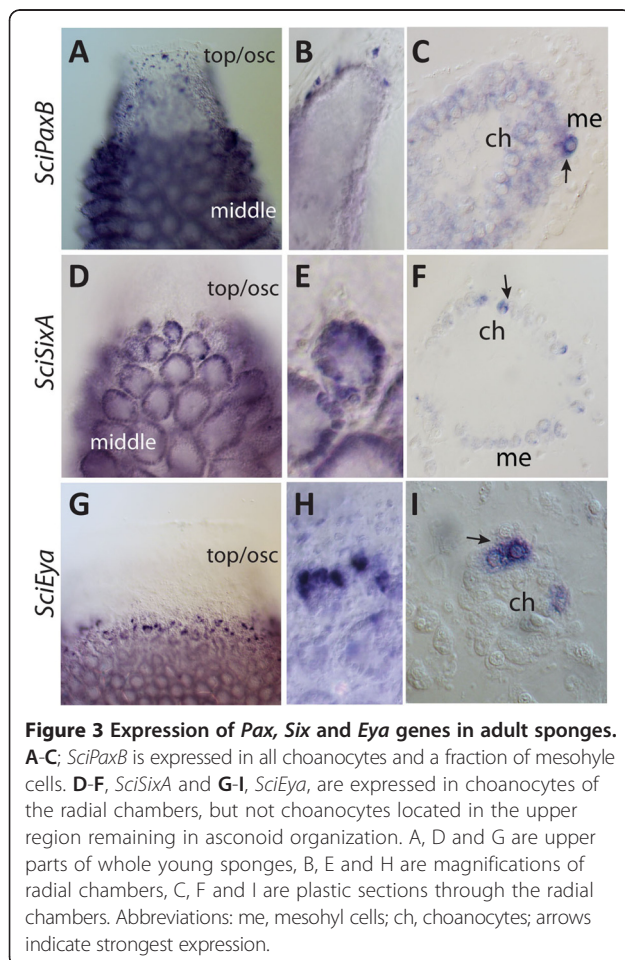 A
top/osc
B
C
me
ch
middle
SciPaxB
D
top/osc
E
F
ch
middle
me
SciSixA
G
top/osc
H
I
ch
SciEya
Figure 3 Expression of Pax, Six and Eya genes in adult sponges.
A-C; SciPaxB is expressed in all choanocytes and a fraction of mesohyle
cells. D-F, SciSixA and G-I, SciEya, are expressed in choanocytes of
the radial chambers, but not choanocytes located in the upper
region remaining in asconoid organization. A, D and G are upper
parts of whole young sponges, B, E and H are magnifications of
radial chambers, C, F and I are plastic sections through the radial
chambers. Abbreviations: me, mesohyl cells; ch, choanocytes; arrows
indicate strongest expression.